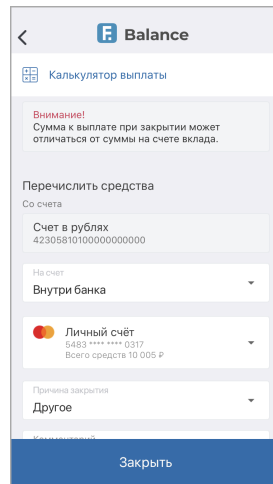 Balance
Калькулятор выплаты
Внимание!
Сумма к выплате при закрытии может
отличаться от суммы на счете вклада.
Перечислить средства
Со счета
Счет в рублях
42305810100000000000
На счет
Внутри банка
Личный счёт
5483 **** **** 0317
Всего средств 10 005 ₽
Причина закрытия
Другое
Комментарий
Закрыть